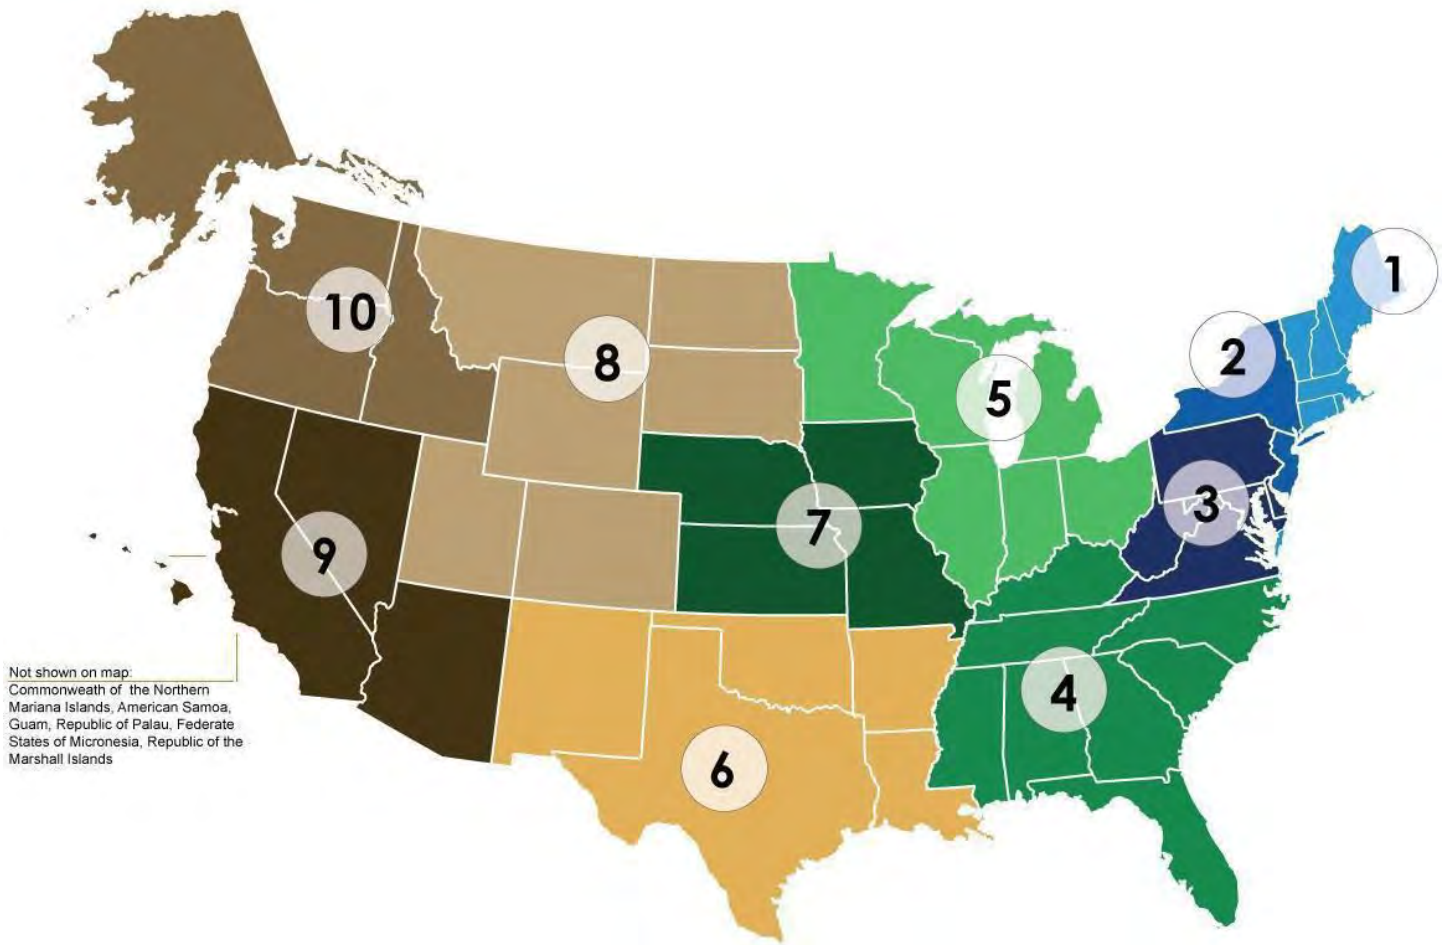 1
2
10
8
5
3
7
9
4
6
Not shown on map:
Commonweath of the Northern
Mariana Islands, American Samoa,
Guam, Republic of Palau, Federate
States of Micronesia, Republic of the
Marshall Islands